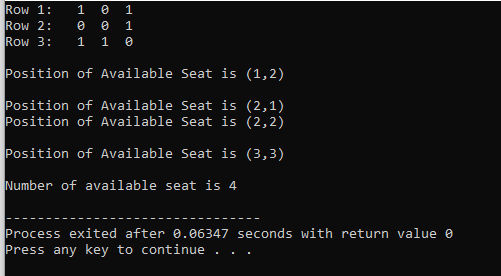 Row 1:   1  0  1
Row 2:   0  0  1
Row 3:   1  1  0
Position of Available Seat is (1,2)
Position of Available Seat is (2,1)
Position of Available Seat is (2,2)
Position of Available Seat is (3,3)
Number of available seat is 4
--------------------------------
Process exited after 0.06347 seconds with return value 0
Press any key to continue . . .